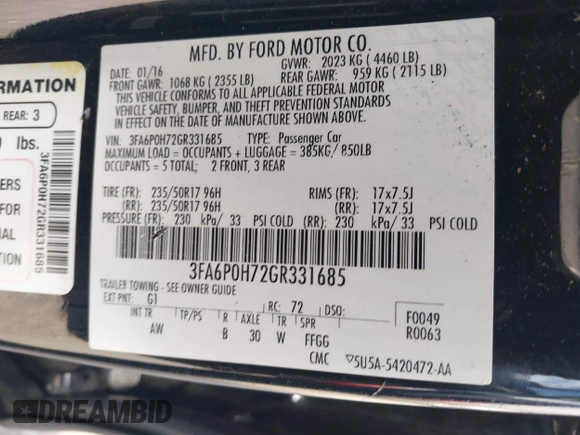 MFD. BY FORD MOTOR CO.
DATE: 01/16 GVWR: 2023 KG ( 4460 LB)
FRONT GAWR: 1068 KG ( 2355 LB) REAR GAWR: 959 KG ( 2115 LB)
THIS VEHICLE CONFORMS TO ALL APPLICABLE FEDERAL MOTOR
VEHICLE SAFETY, BUMPER, AND THEFT PREVENTION STANDARDS
IN EFFECT ON THE DATE OF MANUFACTURE SHOWN ABOVE.
VIN: 3FA6P0H72GR331685 TYPE: Passenger Car
MAXIMUM LOAD = OCCUPANTS + LUGGAGE = 385KG/ 850LB
OCCUPANTS = 5 TOTAL; 2 FRONT, 3 REAR
TIRE (FR): 235/50R17 96H RIMS (FR): 17x7.5J
(RR): 235/50R17 96H (RR): 17x7.5J
PRESSURE (FR): 230 kPa/ 33 PSI COLD (RR): 230 kPa/ 33 PSI COLD
3FA6P0H72GR331685
TRAILER TOWING - SEE OWNER GUIDE
EXT PNT: G1 RC: 72 DSO:
INT TR TP/PS R AXLE TR SPR
AW B 30 W FFGG
F0049
R0063
CMC 5U5A-5420472-AA
ORMATION
REAR: 3
lbs.
3FA6P0H72GR331685
ERS
FOR
IS
DREAMBID